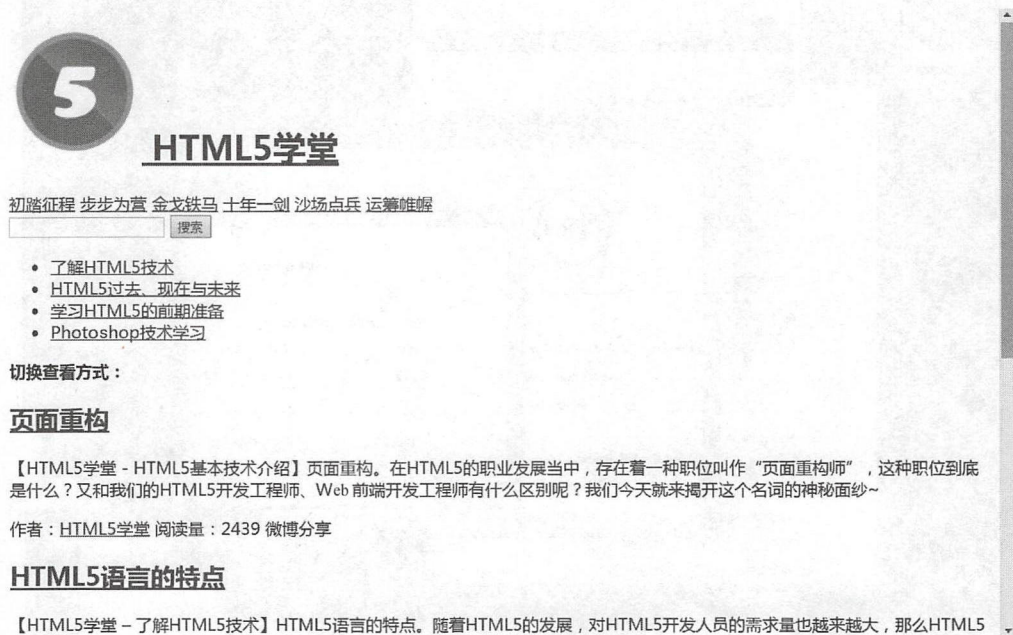 5
HTML5学堂
初踏征程 步步为营 金戈铁马 十年一剑 沙场点兵 运筹帷幄
搜索
了解HTML5技术
HTML5过去、现在与未来
学习HTML5的前期准备
Photoshop技术学习
切换查看方式：
页面重构
【HTML5学堂 - HTML5基本技术介绍】页面重构。在HTML5的职业发展当中，存在着一种职位叫作“页面重构师”，这种职位到底
是什么？又和我们的HTML5开发工程师、Web 前端开发工程师有什么区别呢？我们今天就来揭开这个名词的神秘面纱~
作者：HTML5学堂 阅读量：2439 微博分享
HTML5语言的特点
【HTML5学堂 – 了解HTML5技术】HTML5语言的特点。随着HTML5的发展，对HTML5开发人员的需求量也越来越大，那么HTML5